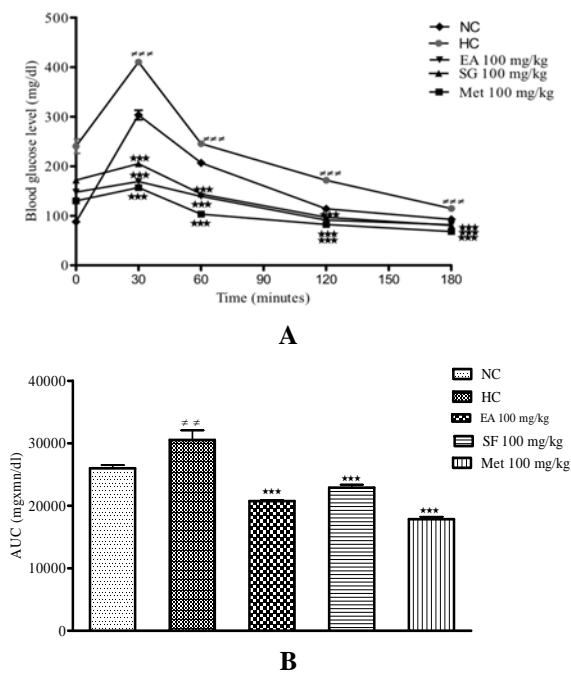 500
400
300
200
100
0
Blood glucose level (mg/dl)
NC
HC
EA 100 mg/kg
SG 100 mg/kg
Met 100 mg/kg
≠≠≠
≠≠≠
≠≠≠
≠≠≠
★★★
★★★
★★★
★★★
★★★
★★★
★★★
★★★
★★★
★★★
★★★
★★★
0 30 60 90 120 150 180
Time (minutes)
A
40000
30000
20000
10000
0
AUC (mgxmn/dl)
≠ ≠
★★★
★★★
★★★
NC
HC
EA 100 mg/kg
SF 100 mg/kg
Met 100 mg/kg
B